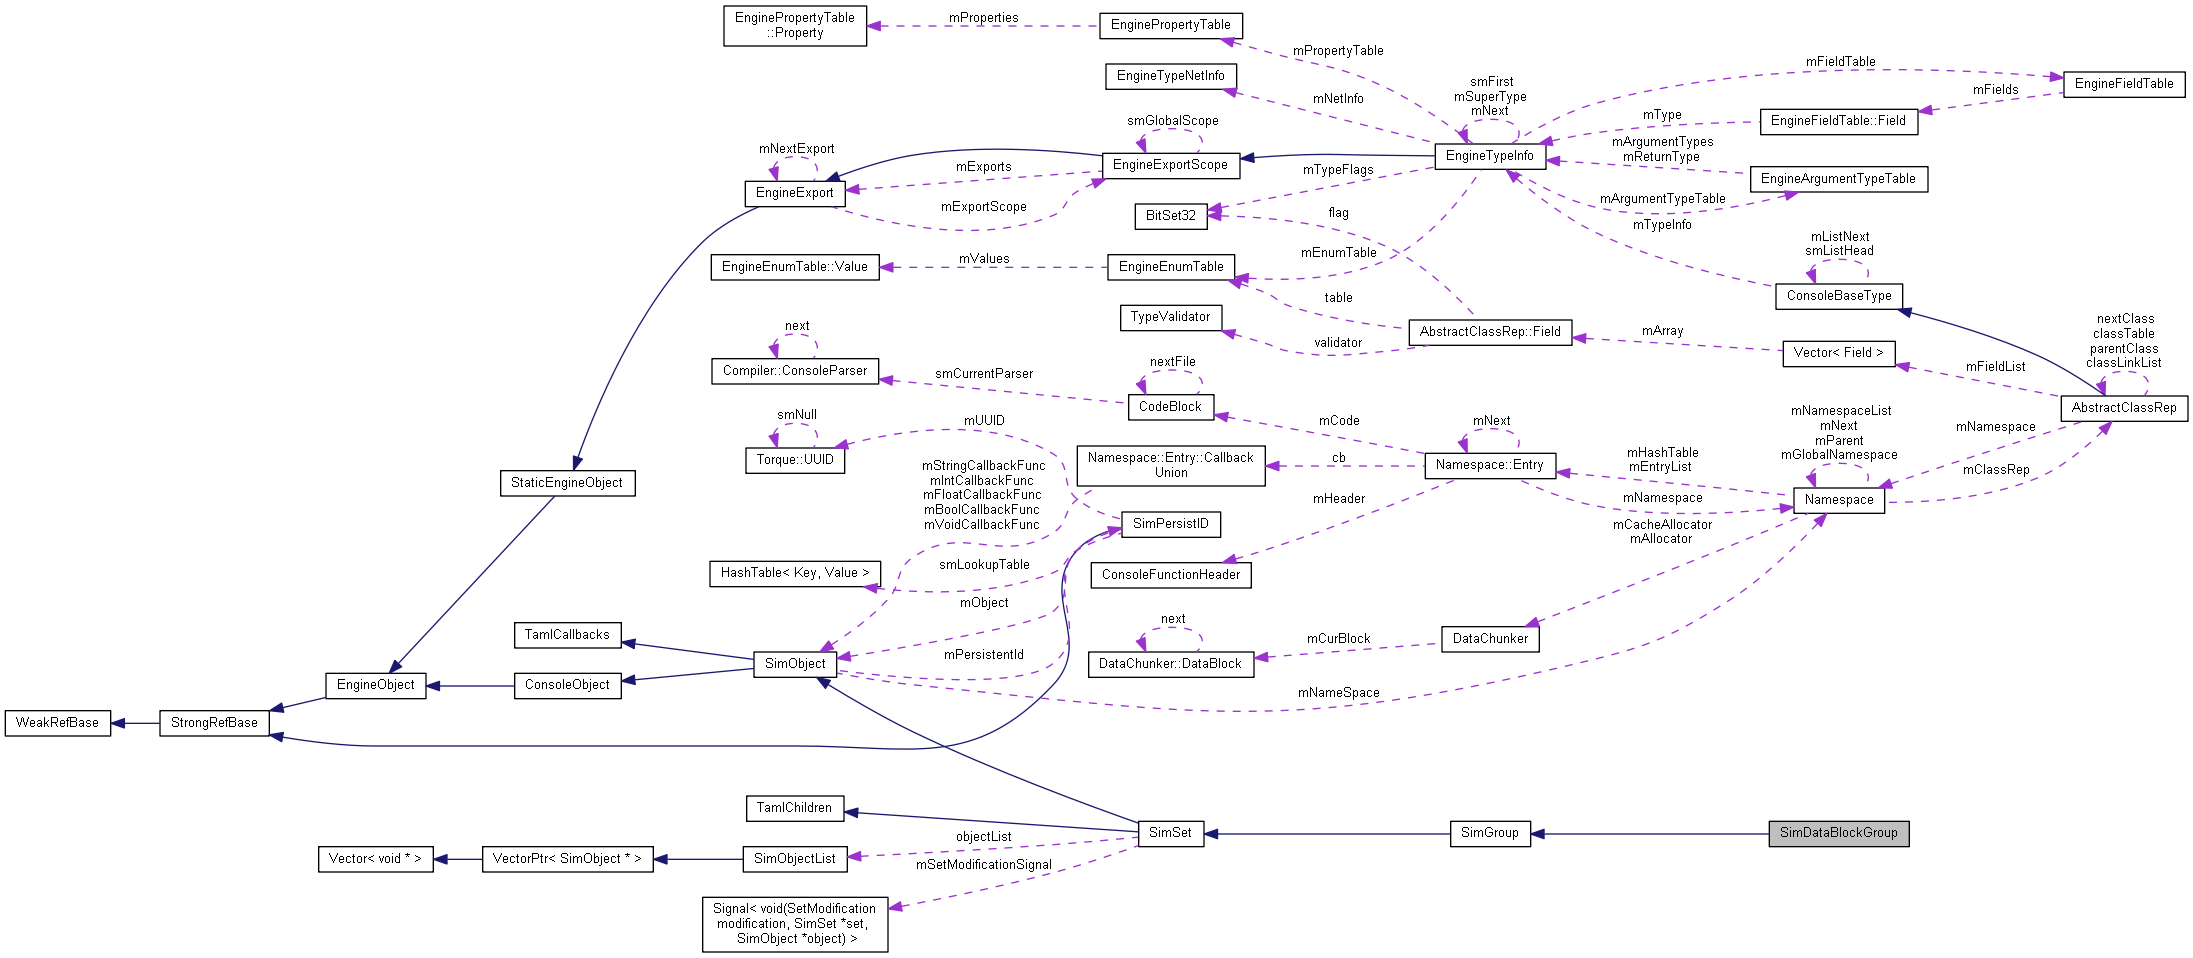 EnginePropertyTable
::Property
mProperties
EnginePropertyTable
mPropertyTable
EngineTypeNetInfo
mNetInfo
smFirst
mSuperType
mNext
mFieldTable
EngineFieldTable
mFields
EngineFieldTable::Field
mType
smGlobalScope
mNextExport
mArgumentTypes
mReturnType
EngineTypeInfo
EngineExportScope
mExports
mTypeFlags
EngineArgumentTypeTable
EngineExport
mExportScope
mArgumentTypeTable
BitSet32
flag
mTypeInfo
mListNext
smListHead
EngineEnumTable::Value
mValues
EngineEnumTable
mEnumTable
ConsoleBaseType
table
TypeValidator
AbstractClassRep::Field
mArray
validator
Vector< Field >
nextClass
classTable
parentClass
classLinkList
next
Compiler::ConsoleParser
smCurrentParser
nextFile
mFieldList
CodeBlock
AbstractClassRep
smNull
mUUID
mCode
mNext
mNamespaceList
mNext
mParent
mGlobalNamespace
mNamespace
Torque::UUID
Namespace::Entry::Callback
Union
cb
Namespace::Entry
mHashTable
mEntryList
mClassRep
mStringCallbackFunc
mIntCallbackFunc
mFloatCallbackFunc
mBoolCallbackFunc
mVoidCallbackFunc
StaticEngineObject
mHeader
mNamespace
Namespace
SimPersistID
mCacheAllocator
mAllocator
HashTable< Key, Value >
smLookupTable
ConsoleFunctionHeader
mObject
TamlCallbacks
next
mCurBlock
DataChunker
SimObject
mPersistentId
DataChunker::DataBlock
EngineObject
ConsoleObject
mNameSpace
WeakRefBase
StrongRefBase
TamlChildren
objectList
SimSet
SimGroup
SimDataBlockGroup
Vector< void * >
VectorPtr< SimObject * >
SimObjectList
mSetModificationSignal
Signal< void(SetModification
modification, SimSet *set,
SimObject *object) >